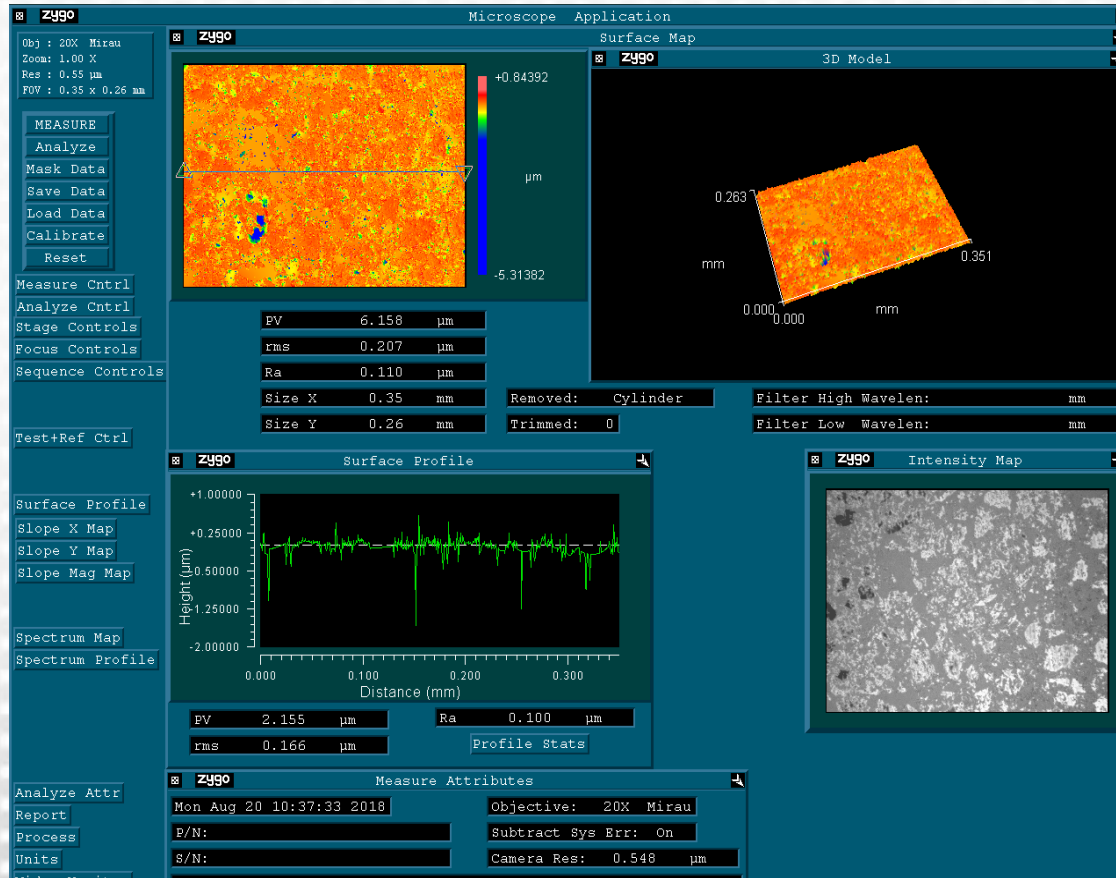 zygo Microscope Application
Obj : 20X Mirau
Zoom: 1.00 X
Res : 0.55 µm
FOV : 0.35 x 0.26 mm
MEASURE
Analyze
Mask Data
Save Data
Load Data
Calibrate
Reset
Measure Cntrl
Analyze Cntrl
Stage Controls
Focus Controls
Sequence Controls
Test+Ref Ctrl
Surface Profile
Slope X Map
Slope Y Map
Slope Mag Map
Spectrum Map
Spectrum Profile
Analyze Attr
Report
Process
Units
zygo Surface Map
+0.84392
µm
-5.31382
PV 6.158 µm
rms 0.207 µm
Ra 0.110 µm
Size X 0.35 mm
Size Y 0.26 mm
Removed: Cylinder
Trimmed: 0
zygo 3D Model
0.263
mm
0.000
0.000
mm
0.351
Filter High Wavelen: mm
Filter Low Wavelen: mm
zygo Surface Profile
+1.00000
+0.25000
-0.50000
-1.25000
-2.00000
Height (µm)
0.000 0.100 0.200 0.300
Distance (mm)
PV 2.155 µm
rms 0.166 µm
Ra 0.100 µm
Profile Stats
zygo Intensity Map
zygo Measure Attributes
Mon Aug 20 10:37:33 2018
P/N:
S/N:
Objective: 20X Mirau
Subtract Sys Err: On
Camera Res: 0.548 µm